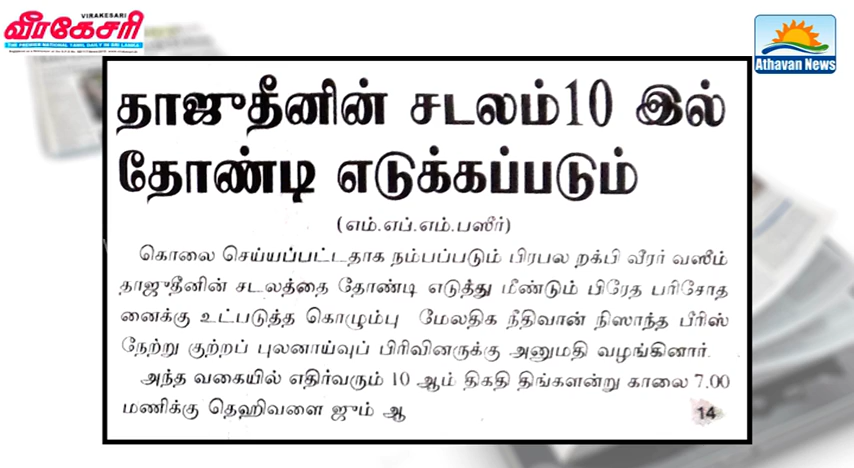 VIRAKESARI
வீரகேசரி
THE PREMIER NATIONAL TAMIL DAILY IN SRI LANKA
Athavan News
தாஜுதீனின் சடலம் 10 இல்
தோண்டி எடுக்கப்படும்
(எம்.எப்.எம்.பஸீர்)
கொலை செய்யப்பட்டதாக நம்பப்படும் பிரபல றக்பி வீரர் வஸீம்
தாஜுதீனின் சடலத்தை தோண்டி எடுத்து மீண்டும் பிரேத பரிசோத
னைக்கு உட்படுத்த கொழும்பு மேலதிக நீதிவான் நிஸாந்த பீரிஸ்
நேற்று குற்றப் புலனாய்வுப் பிரிவினருக்கு அனுமதி வழங்கினார்.
அந்த வகையில் எதிர்வரும் 10 ஆம் திகதி திங்களன்று காலை 7.00
மணிக்கு தெஹிவளை ஜும் ஆ
14